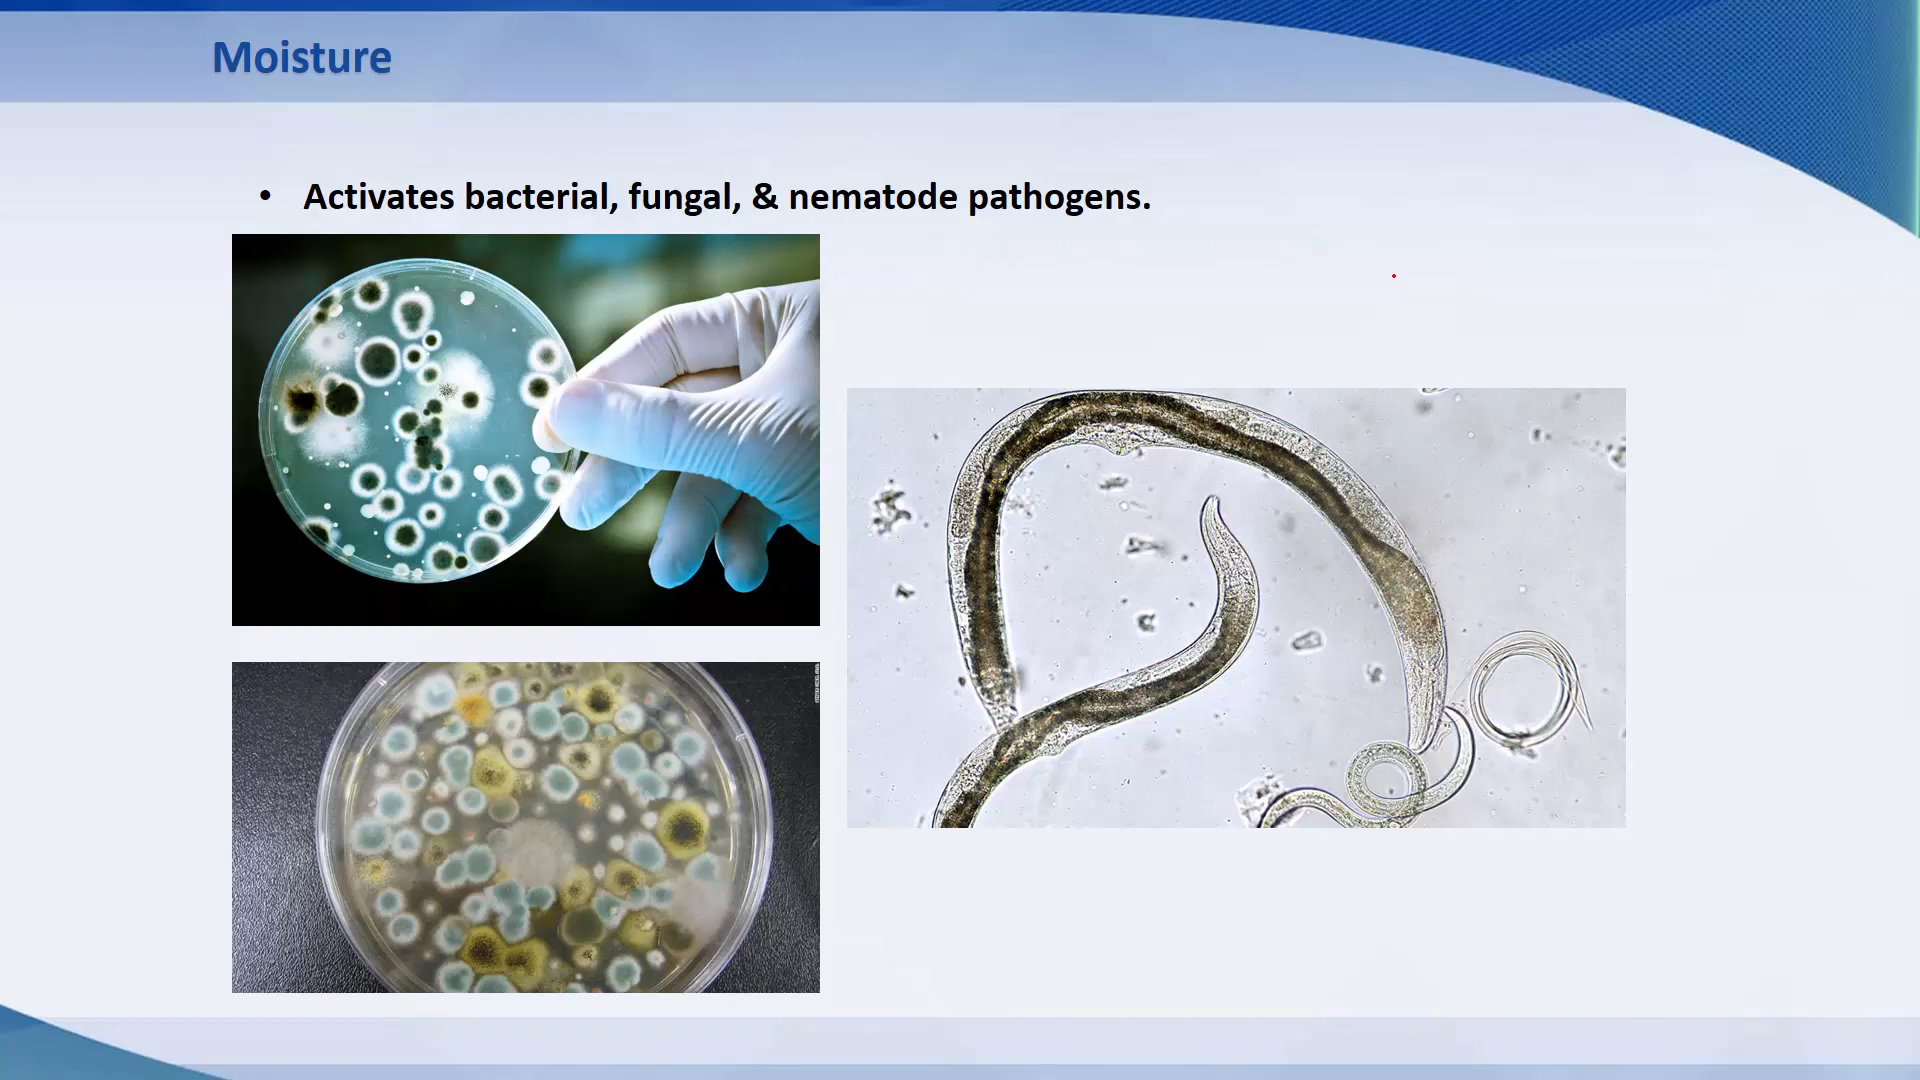 Moisture
• Activates bacterial, fungal, & nematode pathogens.